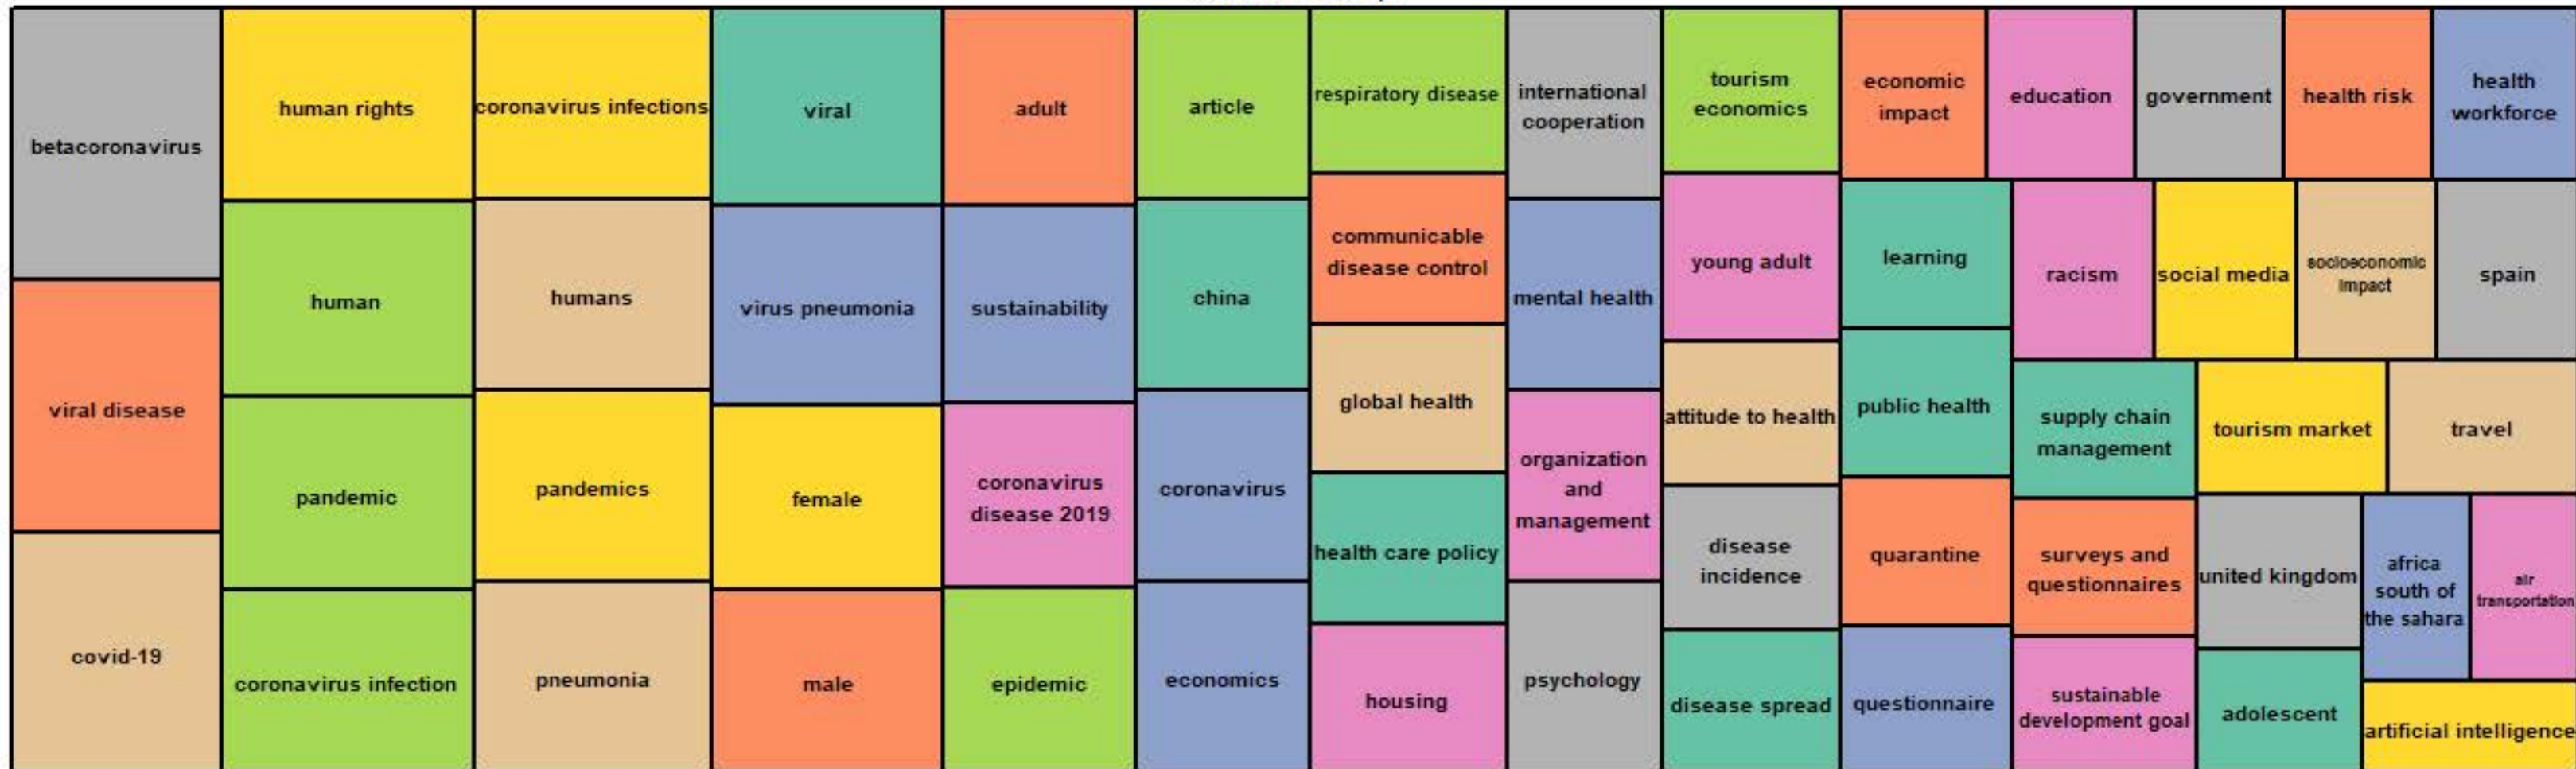 betacoronavirus
viral disease
covid-19
human rights
human
pandemic
coronavirus infection
coronavirus infections
humans
pandemics
pneumonia
viral
virus pneumonia
female
male
adult
sustainability
coronavirus
disease 2019
epidemic
article
china
coronavirus
economics
respiratory disease
communicable
disease control
global health
health care policy
housing
international
cooperation
mental health
organization
and
management
psychology
tourism
economics
young adult
attitude to health
disease
incidence
disease spread
economic
impact
education
government
health risk
health
workforce
learning
public health
quarantine
questionnaire
racism
social media
socioeconomic
impact
spain
supply chain
management
tourism market
travel
surveys and
questionnaires
sustainable
development goal
united kingdom
adolescent
africa
south of
the sahara
air
transportation
artificial intelligence